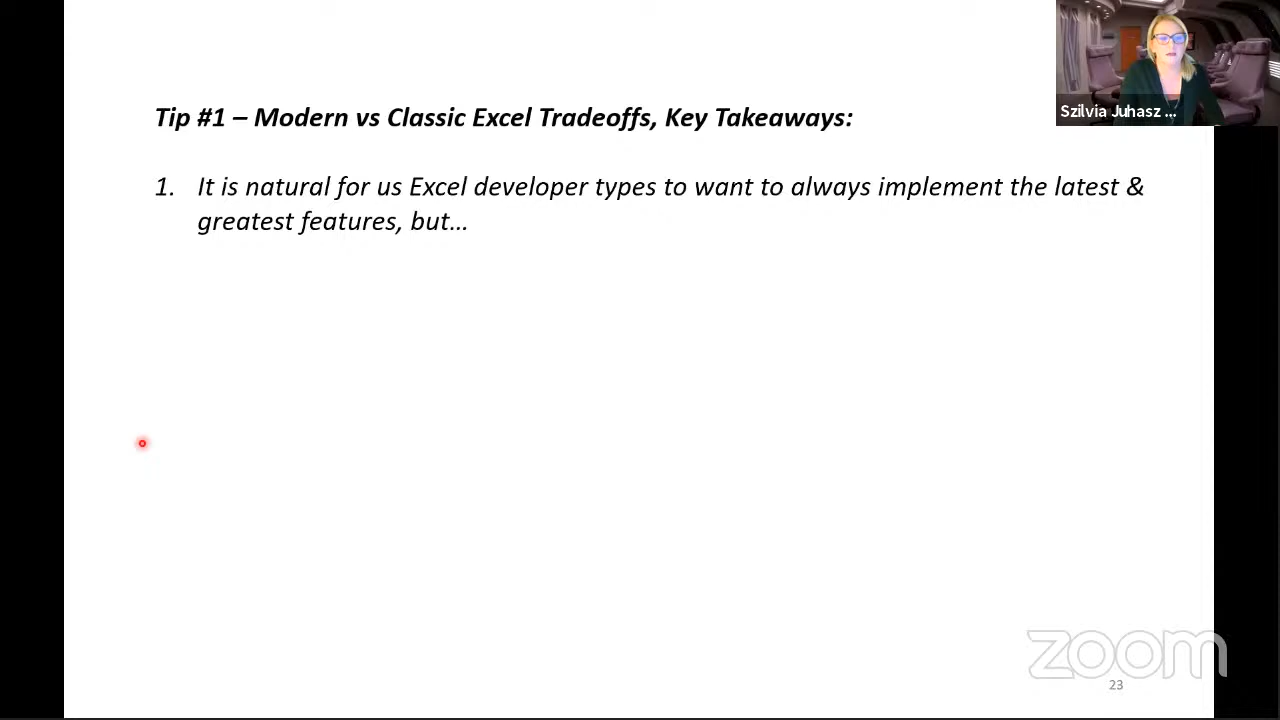 Tip #1 – Modern vs Classic Excel Tradeoffs, Key Takeaways:
1. It is natural for us Excel developer types to want to always implement the latest &
greatest features, but…
Szilvia Juhasz ...
zoom
23